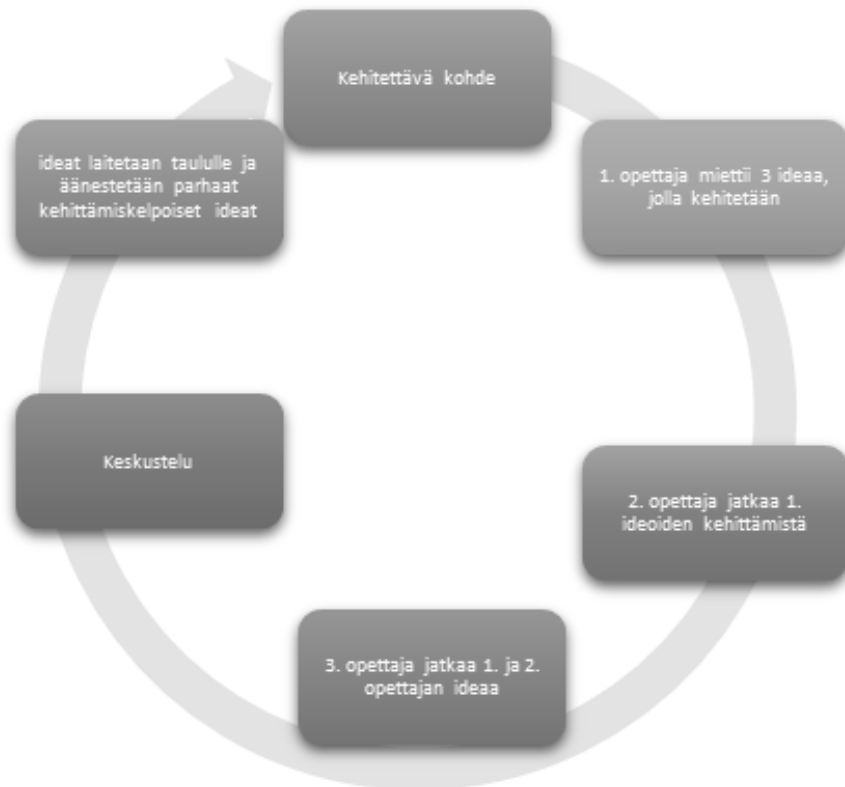 Kehitettävä kohde
1. opettaja miettii 3 ideaa,
jolla kehitetään
2. opettaja jatkaa 1.
ideoiden kehittämistä
3. opettaja jatkaa 1. ja 2.
opettajan ideaa
Keskustelu
ideat laitetaan taululle ja
äänestetään parhaat
kehittämiskelpoiset ideat